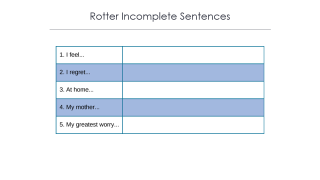 Rotter Incomplete Sentences
1. I feel...
2. I regret...
3. At home...
4. My mother...
5. My greatest worry...